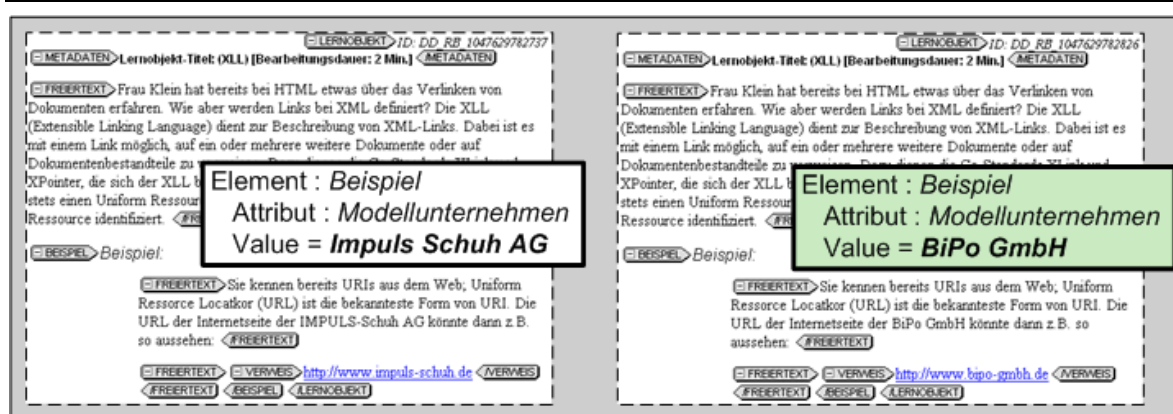 LERNOBJEKT ID: DD_RB_1047629782737
METADATEN Lernobjekt-Titel: (XLL) [Bearbeitungsdauer: 2 Min.] /METADATEN
FREIERTEXT Frau Klein hat bereits bei HTML etwas über das Verlinken von
Dokumenten erfahren. Wie aber werden Links bei XML definiert? Die XLL
(Extensible Linking Language) dient zur Beschreibung von XML-Links. Dabei ist es
mit einem Link möglich, auf ein oder mehrere weitere Dokumente oder auf
Dokumentenbestandteile zu
XPointer, die sich der XLL
stets einen Uniform
Ressource identifiziert.
Element : Beispiel
Attribut : Modellunternehmen
Value = Impuls Schuh AG
BEISPIEL Beispiel:
FREIERTEXT Sie kennen bereits URIs aus dem Web; Uniform
Ressorce Locatkor (URL) ist die bekannteste Form von URI. Die
URL der Internetseite der IMPULS-Schuh AG könnte dann z.B.
so aussehen: /FREIERTEXT
FREIERTEXT VERWEIS http://www.impuls-schuh.de /VERWEIS
/FREIERTEXT /BEISPIEL /LERNOBJEKT
LERNOBJEKT ID: DD_RB_1047629782826
METADATEN Lernobjekt-Titel: (XLL) [Bearbeitungsdauer: 2 Min.] /METADATEN
FREIERTEXT Frau Klein hat bereits bei HTML etwas über das Verlinken von
Dokumenten erfahren. Wie aber werden Links bei XML definiert? Die XLL
(Extensible Linking Language) dient zur Beschreibung von XML-Links. Dabei ist es
mit einem Link möglich, auf ein oder mehrere weitere Dokumente oder auf
Dokumentenbestandteile zu
XPointer, die sich der XLL
stets einen Uniform
Ressource identifiziert.
Element : Beispiel
Attribut : Modellunternehmen
Value = BiPo GmbH
BEISPIEL Beispiel:
FREIERTEXT Sie kennen bereits URIs aus dem Web; Uniform
Ressorce Locatkor (URL) ist die bekannteste Form von URI. Die
URL der Internetseite der BiPo GmbH könnte dann z.B. so
aussehen: /FREIERTEXT
FREIERTEXT VERWEIS http://www.bipo-gmbh.de /VERWEIS
/FREIERTEXT /BEISPIEL /LERNOBJEKT